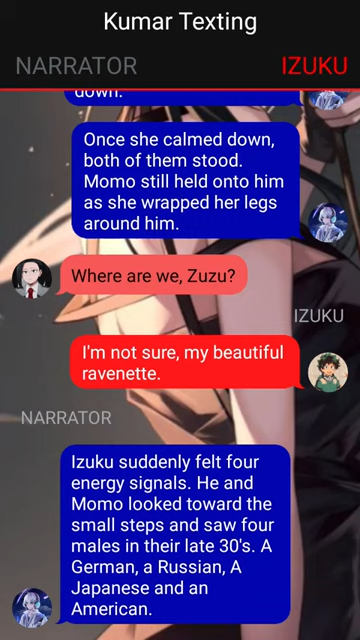 Kumar Texting
NARRATOR
IZUKU
down.
Once she calmed down,
both of them stood.
Momo still held onto him
as she wrapped her legs
around him.
Where are we, Zuzu?
IZUKU
I'm not sure, my beautiful
ravenette.
NARRATOR
Izuku suddenly felt four
energy signals. He and
Momo looked toward the
small steps and saw four
males in their late 30's. A
German, a Russian, A
Japanese and an
American.